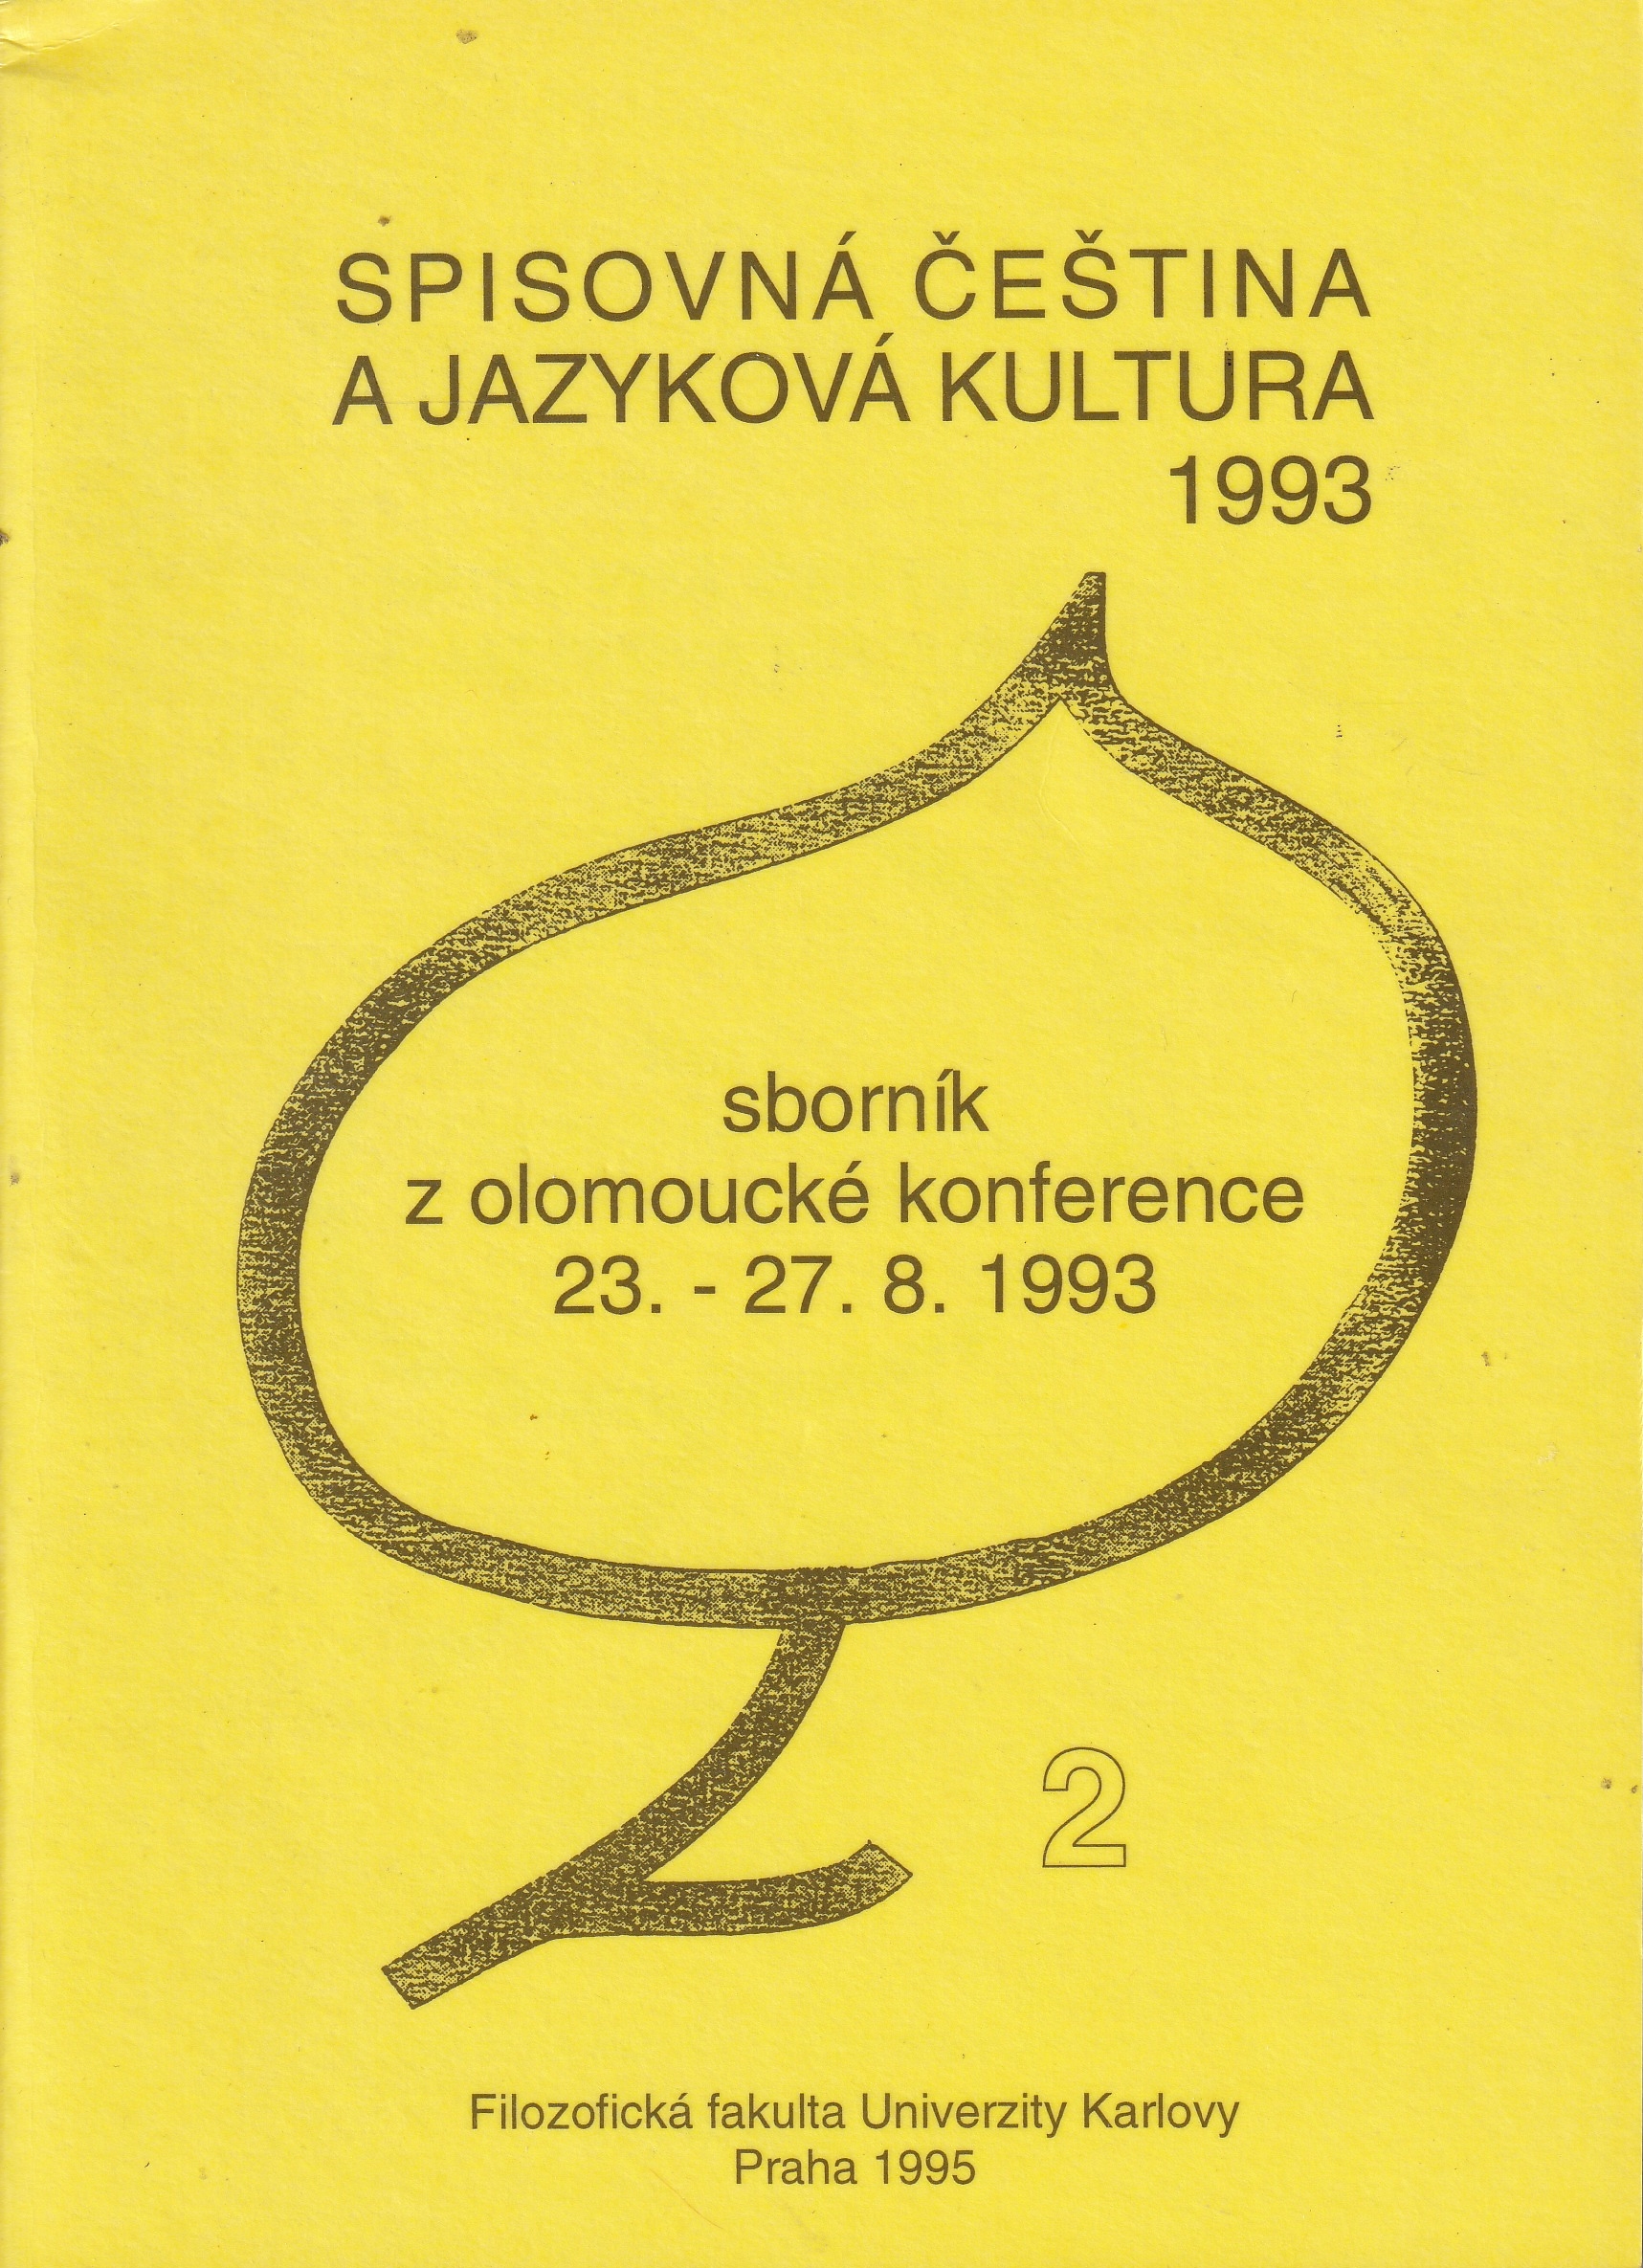 SPISOVNÁ ČEŠTINA
A JAZYKOVÁ KULTURA
1993
sborník
z olomoucké konference
23. - 27. 8. 1993
2
Filozofická fakulta Univerzity Karlovy
Praha 1995